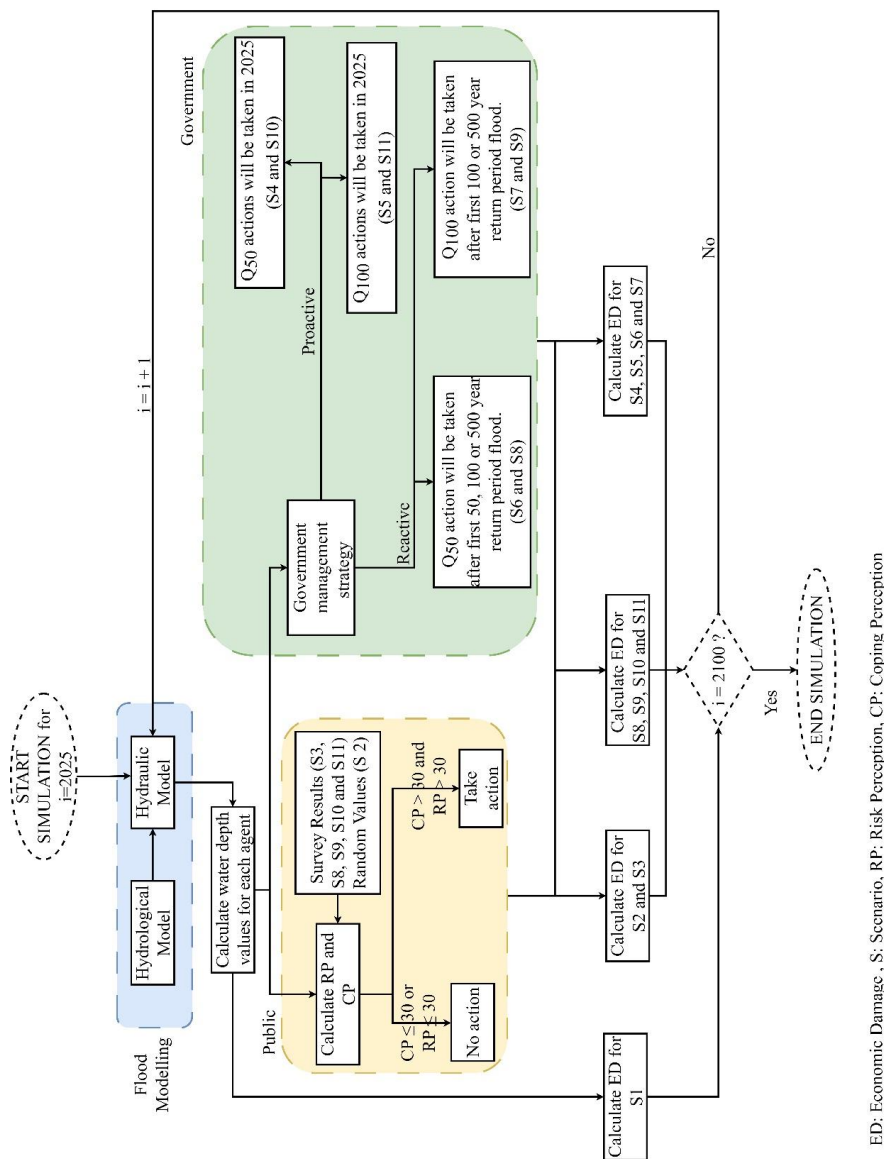 START
SIMULATION for
i=2025
Flood
Modelling
Hydrological
Model
Hydraulic
Model
i = i + 1
Calculate water depth
values for each agent
Public
Survey Results (S3,
S8, S9, S10 and S11)
Random Values (S 2)
Calculate RP and
CP
CP ≤ 30 or
RP ≤ 30
CP > 30 and
RP > 30
No action
Take
action
Government
Government
management
strategy
Proactive
Reactive
Q50 actions will be taken in 2025
(S4 and S10)
Q100 actions will be taken in 2025
(S5 and S11)
Q50 action will be taken
after first 50, 100 or 500 year
return period flood.
(S6 and S8)
Q100 action will be taken
after first 100 or 500 year
return period flood.
(S7 and S9)
Calculate ED for
S1
Calculate ED for
S2 and S3
Calculate ED for
S8, S9, S10 and S11
Calculate ED for
S4, S5, S6 and S7
i = 2100 ?
No
Yes
END SIMULATION
ED: Economic Damage , S: Scenario, RP: Risk Perception, CP: Coping Perception